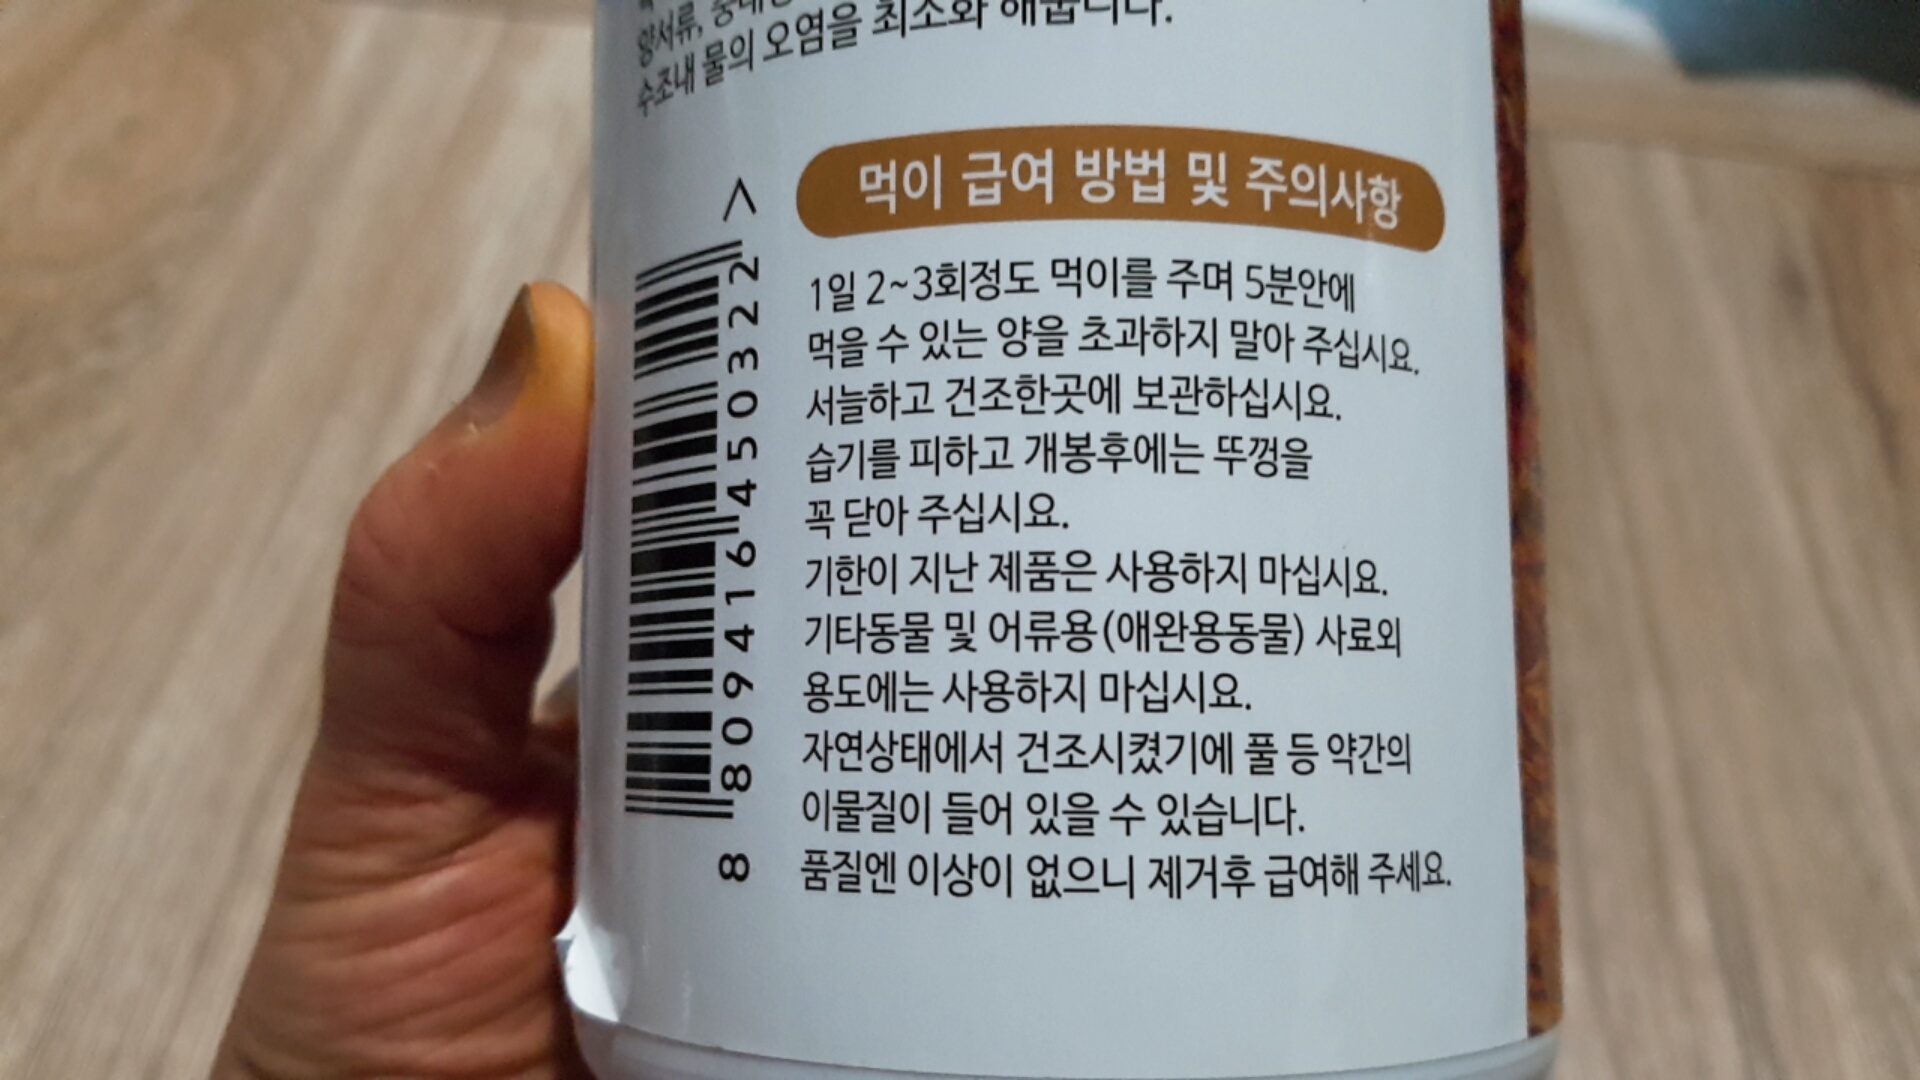 양서류,
수조내 물의 오염을 최소화 해줍니다.
먹이 급여 방법 및 주의사항
1일 2~3회정도 먹이를 주며 5분안에
먹을 수 있는 양을 초과하지 말아 주십시요.
서늘하고 건조한곳에 보관하십시요.
습기를 피하고 개봉후에는 뚜껑을
꼭 닫아 주십시요.
기한이 지난 제품은 사용하지 마십시요.
기타동물 및 어류용(애완용동물) 사료외
용도에는 사용하지 마십시요.
자연상태에서 건조시켰기에 풀 등 약간의
이물질이 들어 있을 수 있습니다.
품질엔 이상이 없으니 제거후 급여해 주세요.
8 809416 450322 >